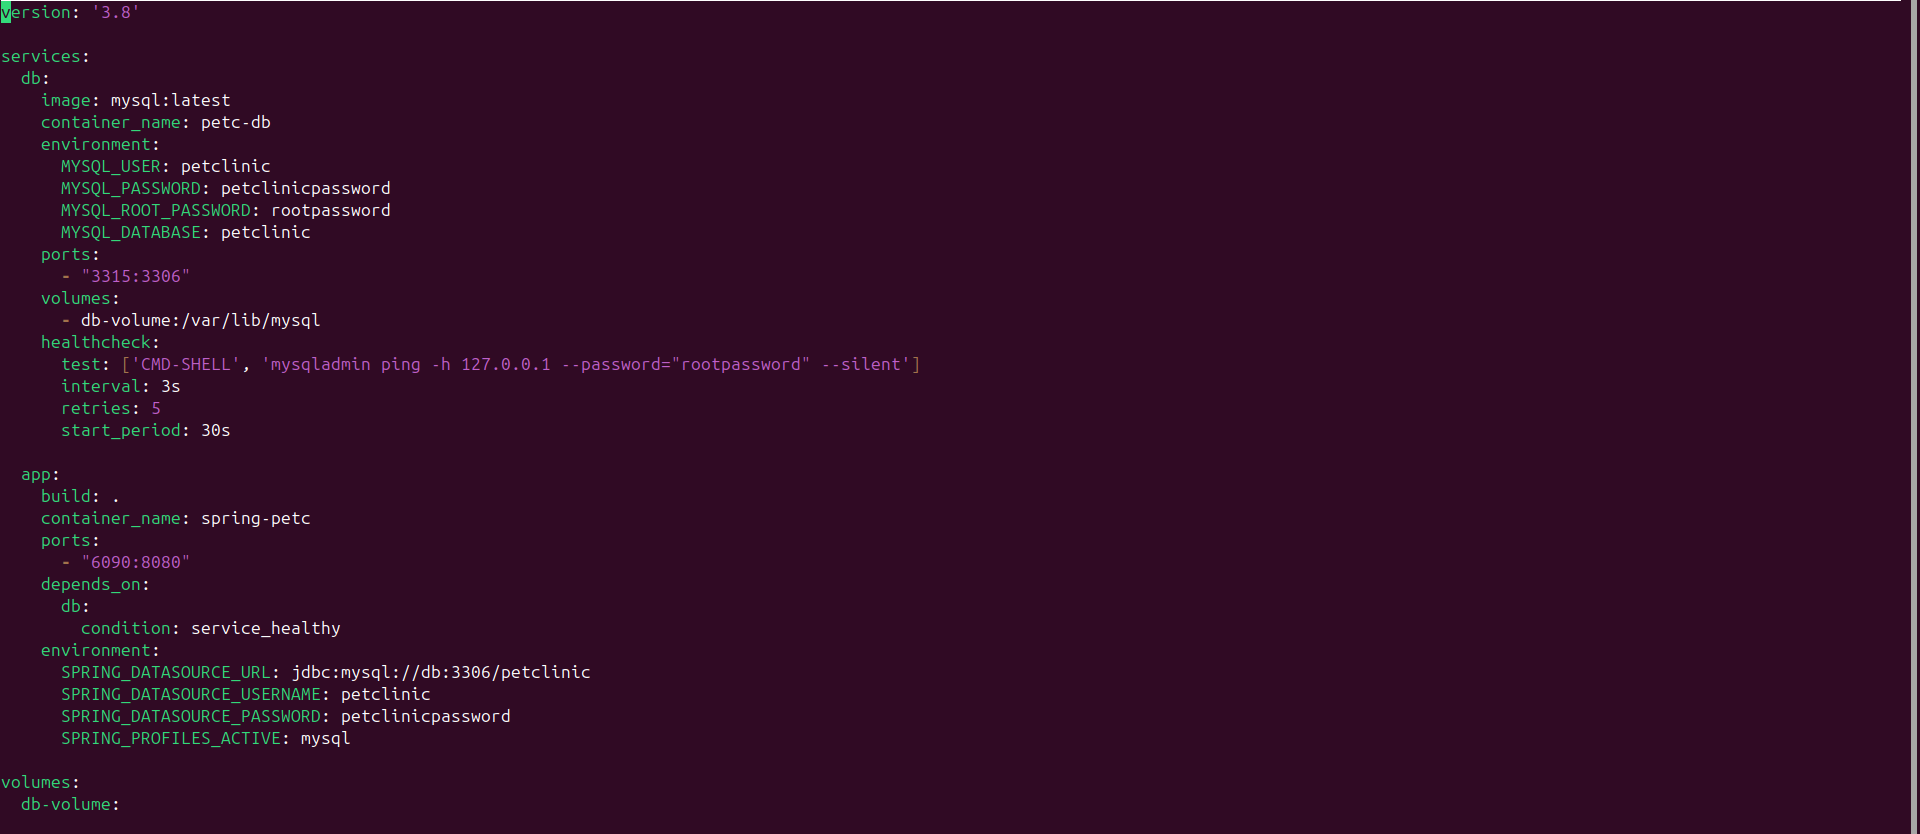 version: '3.8'

services:
  db:
    image: mysql:latest
    container_name: petc-db
    environment:
      MYSQL_USER: petclinic
      MYSQL_PASSWORD: petclinicpassword
      MYSQL_ROOT_PASSWORD: rootpassword
      MYSQL_DATABASE: petclinic
    ports:
      - "3315:3306"
    volumes:
      - db-volume:/var/lib/mysql
    healthcheck:
      test: ['CMD-SHELL', 'mysqladmin ping -h 127.0.0.1 --password="rootpassword" --silent']
      interval: 3s
      retries: 5
      start_period: 30s

  app:
    build: .
    container_name: spring-petc
    ports:
      - "6090:8080"
    depends_on:
      db:
        condition: service_healthy
    environment:
      SPRING_DATASOURCE_URL: jdbc:mysql://db:3306/petclinic
      SPRING_DATASOURCE_USERNAME: petclinic
      SPRING_DATASOURCE_PASSWORD: petclinicpassword
      SPRING_PROFILES_ACTIVE: mysql

volumes:
  db-volume: